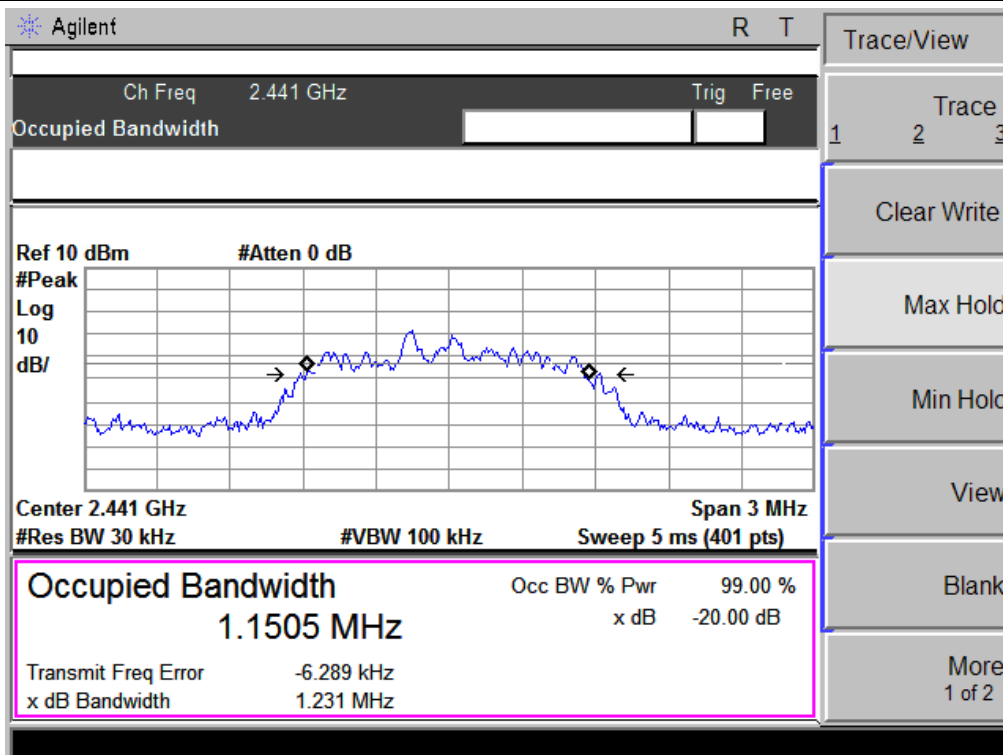 Agilent R T
Trace/View
Ch Freq 2.441 GHz Trig Free
Occupied Bandwidth
Trace
1 2 3
Clear Write
Ref 10 dBm #Atten 0 dB
#Peak
Log
10
dB/
Max Hold
Min Hold
View
Center 2.441 GHz Span 3 MHz
#Res BW 30 kHz #VBW 100 kHz Sweep 5 ms (401 pts)
Occupied Bandwidth
1.1505 MHz
Occ BW % Pwr 99.00 %
x dB -20.00 dB
Transmit Freq Error -6.289 kHz
x dB Bandwidth 1.231 MHz
Blank
More
1 of 2